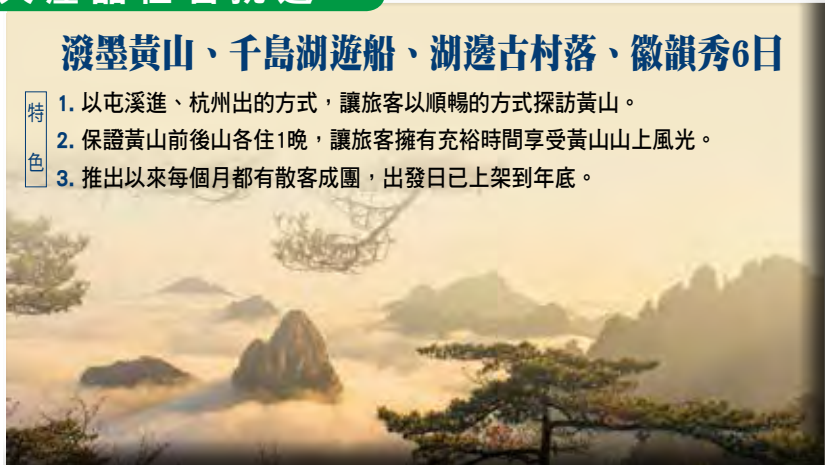 潑墨黃山、千島湖遊船、湖邊古村落、徽韻秀6日
特色
1. 以屯溪進、杭州出的方式，讓旅客以順暢的方式探訪黃山。
2. 保證黃山前後山各住1晚，讓旅客擁有充裕時間享受黃山山上風光。
3. 推出以來每個月都有散客成團，出發日已上架到年底。